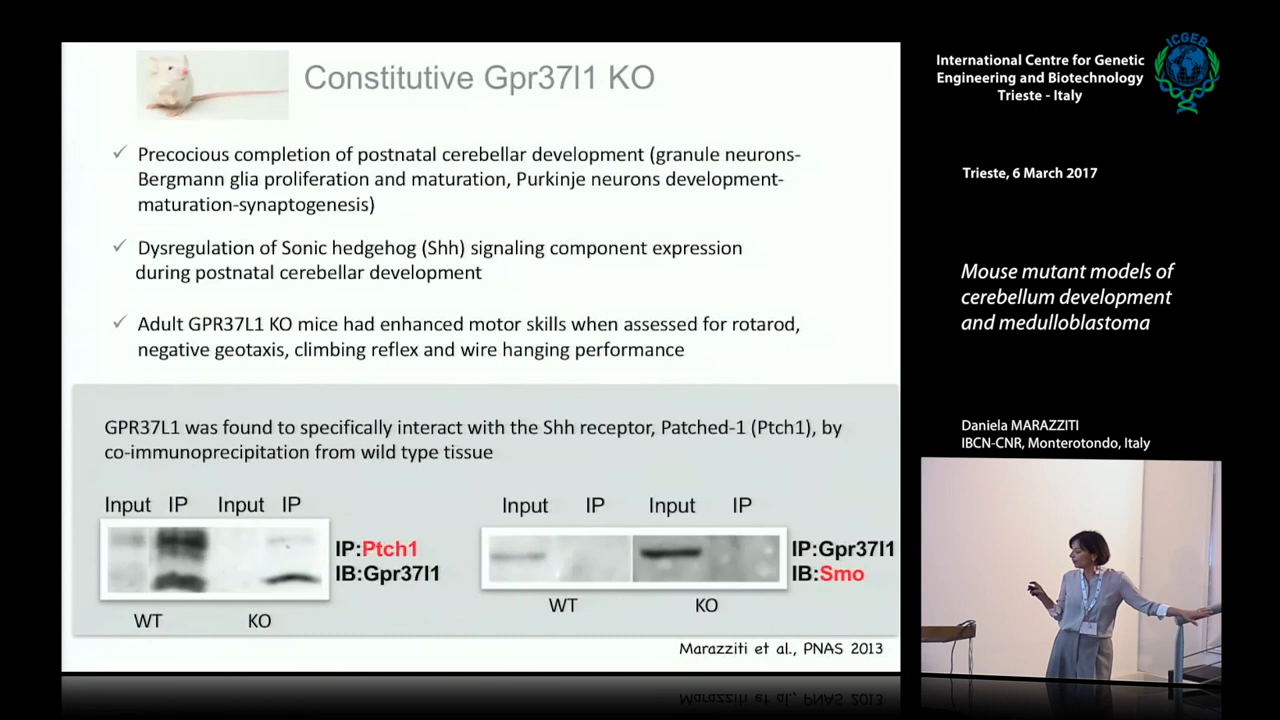 Constitutive Gpr37l1 KO
✓ Precocious completion of postnatal cerebellar development (granule neurons-
Bergmann glia proliferation and maturation, Purkinje neurons development-
maturation-synaptogenesis)
✓ Dysregulation of Sonic hedgehog (Shh) signaling component expression
during postnatal cerebellar development
✓ Adult GPR37L1 KO mice had enhanced motor skills when assessed for rotarod,
negative geotaxis, climbing reflex and wire hanging performance
GPR37L1 was found to specifically interact with the Shh receptor, Patched-1 (Ptch1), by
co-immunoprecipitation from wild type tissue
Input IP Input IP
IP:Ptch1
IB:Gpr37l1
WT KO
Input IP Input IP
IP:Gpr37l1
IB:Smo
WT KO
Marazziti et al., PNAS 2013
International Centre for Genetic
Engineering and Biotechnology
Trieste - Italy
ICGEB
Trieste, 6 March 2017
Mouse mutant models of
cerebellum development
and medulloblastoma
Daniela MARAZZITI
IBCN-CNR, Monterotondo, Italy